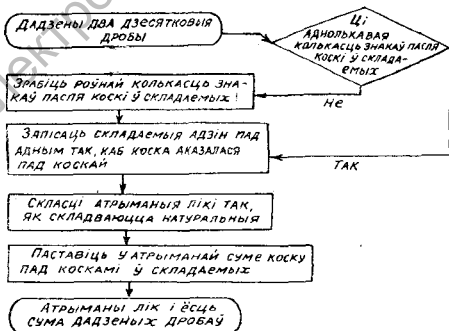 Дадзены два дзесятковыя
дробы
Ці
аднолькавая
колькасць знакаў пасля
коскі ў склада-
емых
Не
Зрабіць роўнай колькасць зна-
каў пасля коскі ў складаемых
Так
Запісаць складаемыя адзін пад
адным так, каб коска аказалася
пад коскай
Скласці атрыманыя лікі так,
як складваюцца натуральныя
Паставіць у атрыманай суме коску
пад коскамі ў складаемых
Атрыманы лік і ёсць
сума дадзеных дробаў